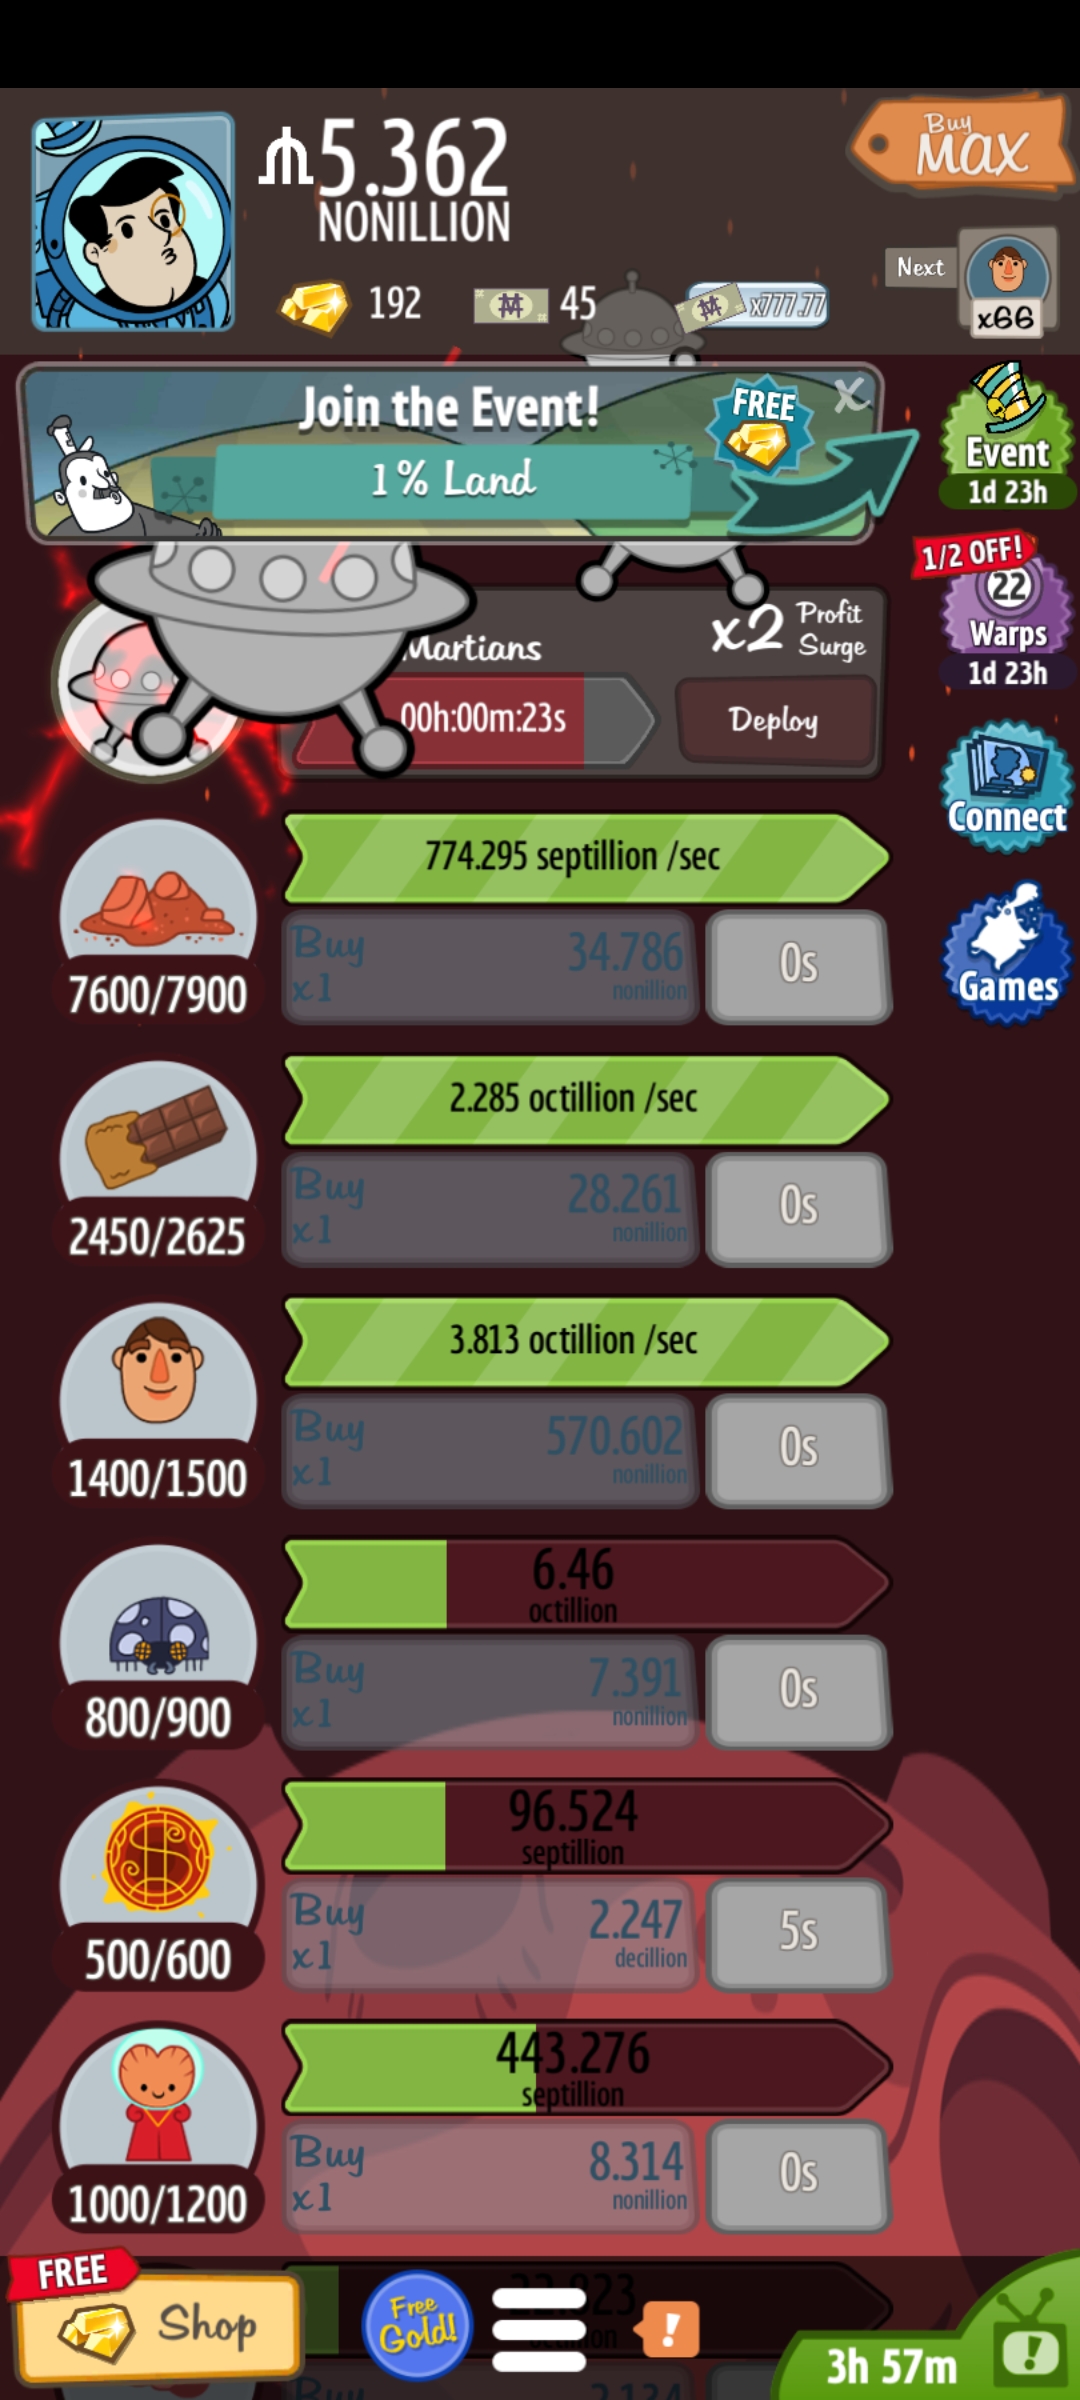 5.362
NONILLION
Buy
MAX
192
45
x777.77
Next
x66
Join the Event!
FREE
X
1% Land
Event
1d 23h
1/2 OFF!
22
Warps
1d 23h
Martians
x2 Profit
Surge
00h:00m:23s
Deploy
Connect
774.295 septillion /sec
Buy
x1
34.786
nonillion
0s
7600/7900
Games
2.285 octillion /sec
Buy
x1
28.261
nonillion
0s
2450/2625
3.813 octillion /sec
Buy
x1
570.602
nonillion
0s
1400/1500
6.46
octillion
Buy
x1
7.391
nonillion
0s
800/900
96.524
septillion
Buy
x1
2.247
decillion
5s
500/600
443.276
septillion
Buy
x1
8.314
nonillion
0s
1000/1200
FREE
Shop
Free
Gold!
!
3h 57m
!
Buy